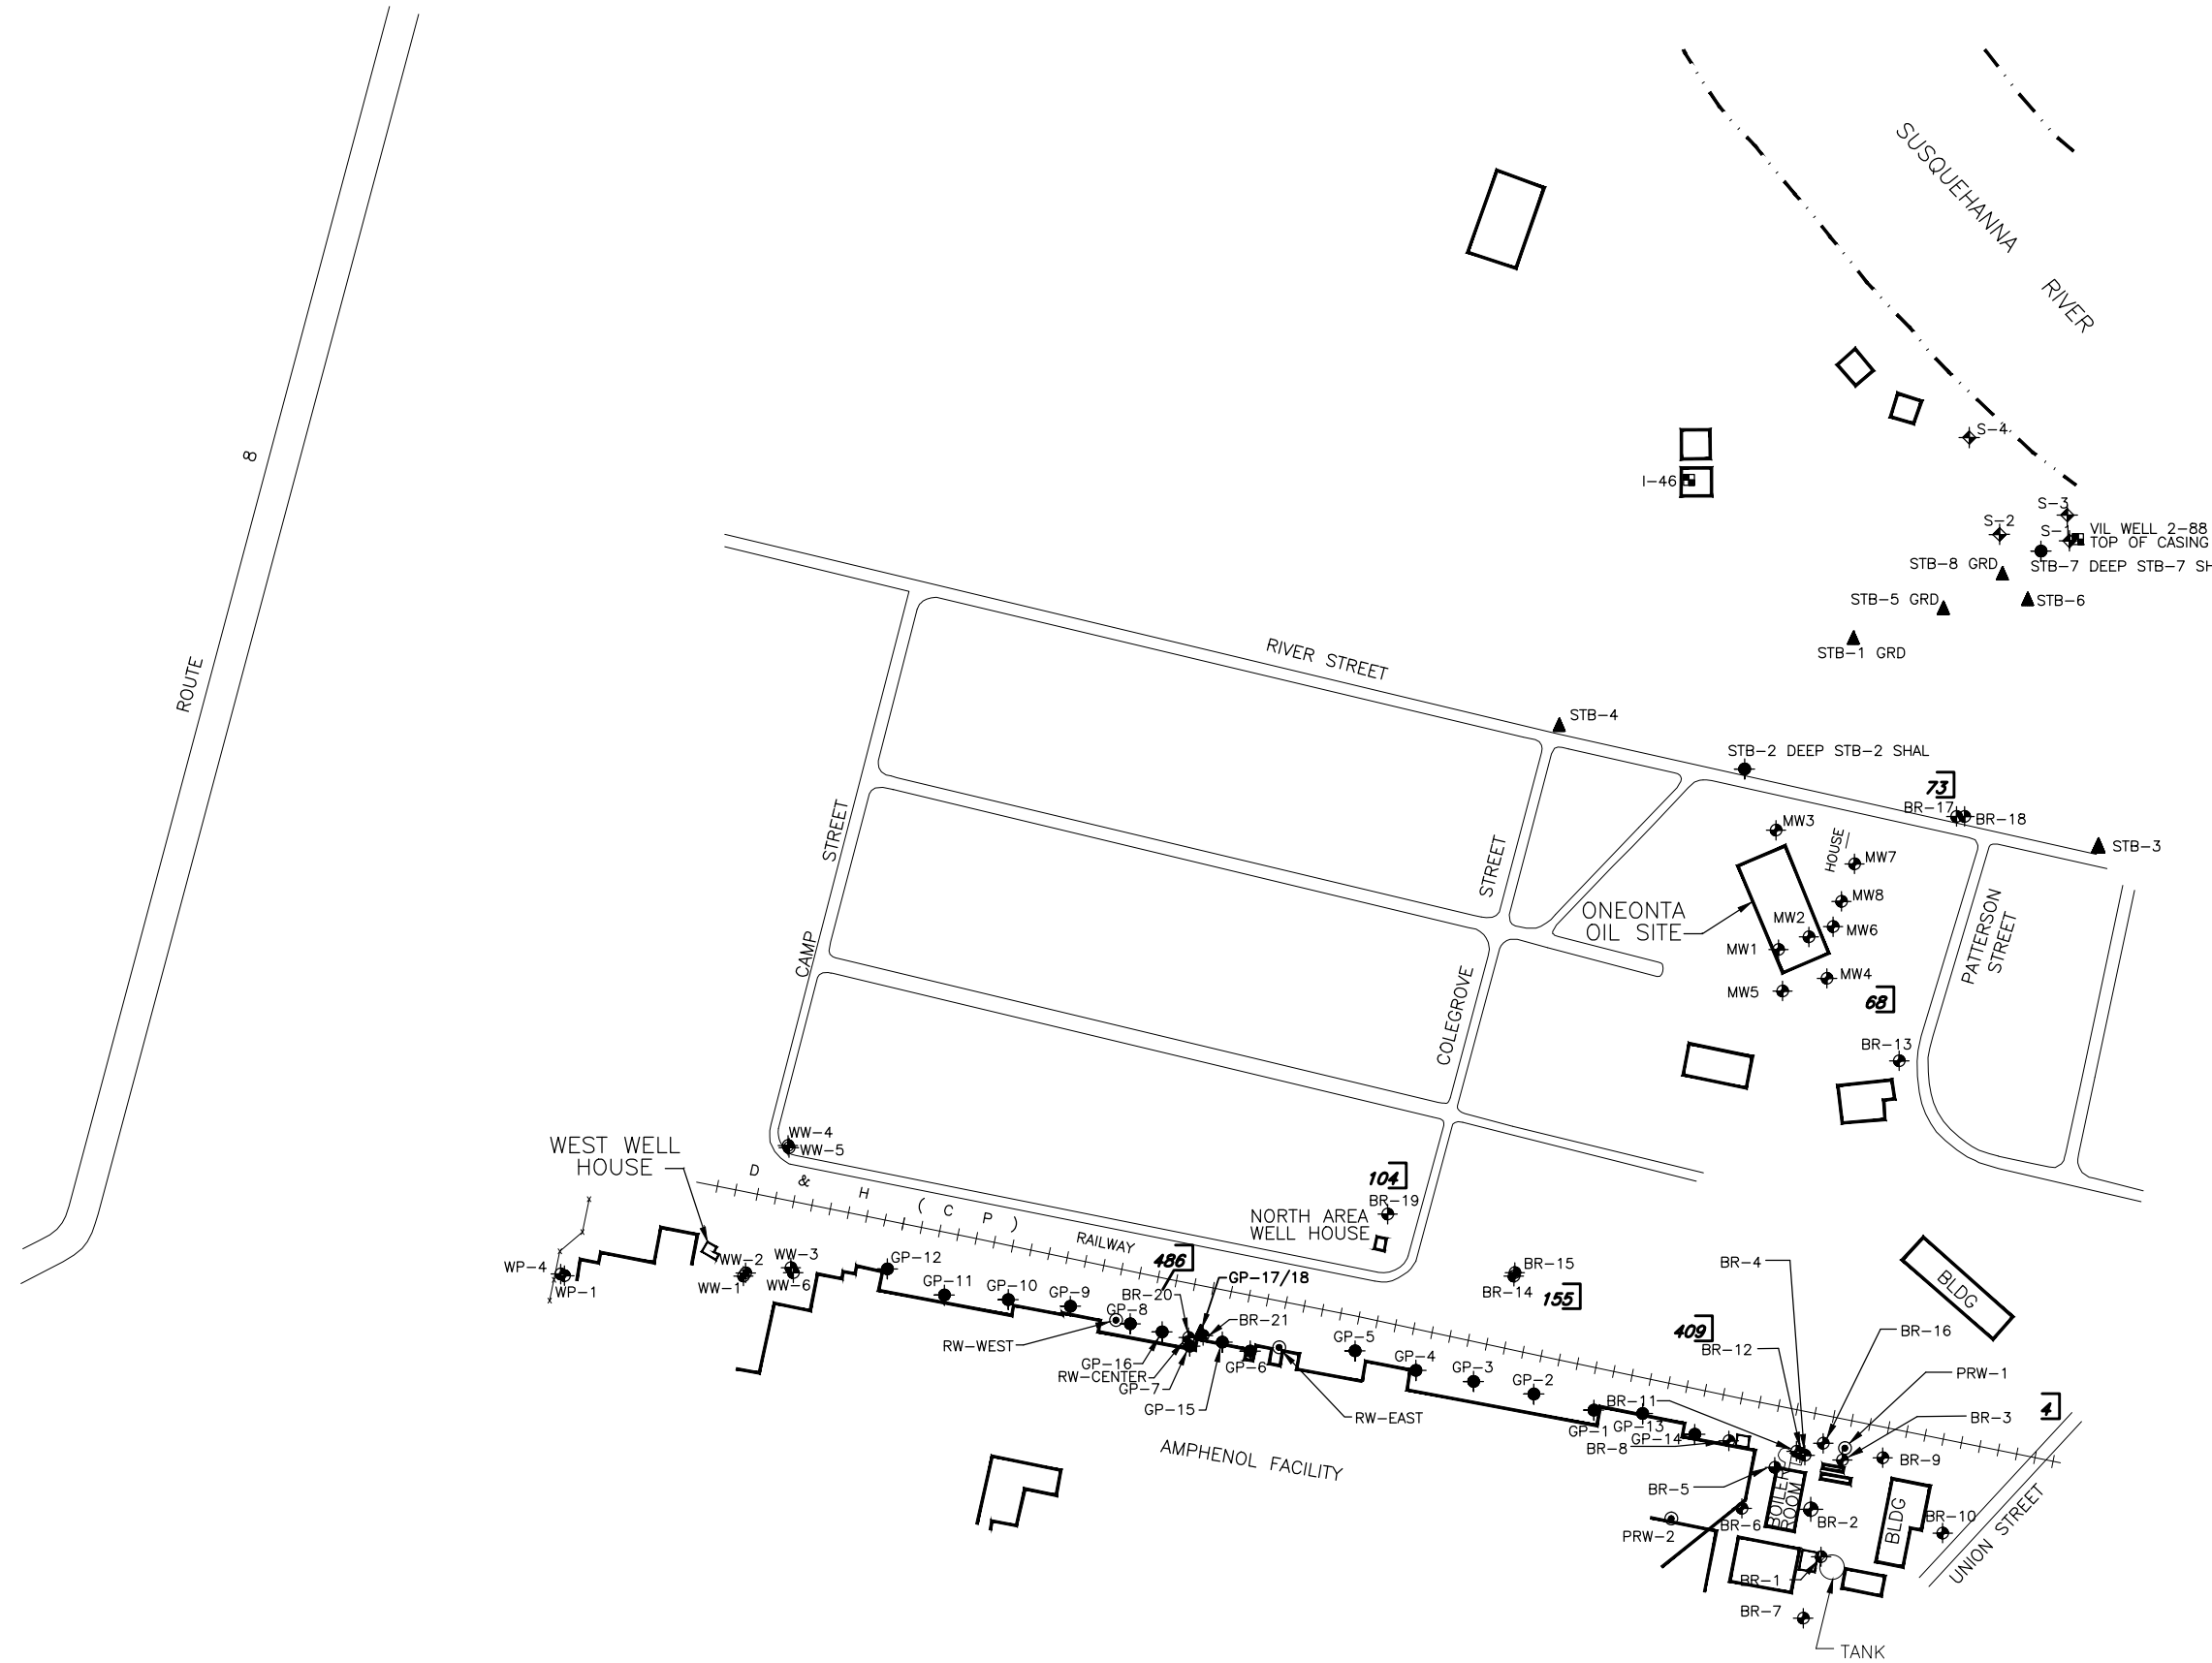 SUSQUEHANNA
RIVER
8
S-4
I-46
S-3
S-2
S-1
VIL WELL 2-88
TOP OF CASING
STB-8 GRD
STB-7 DEEP STB-7 SH
STB-5 GRD
STB-6
RIVER STREET
STB-1 GRD
ROUTE
STB-4
STB-2 DEEP STB-2 SHAL
73
BR-17
BR-18
MW3
HOUSE
STB-3
MW7
STREET
STREET
MW8
ONEONTA
OIL SITE
MW2
MW6
MW1
PATTERSON
STREET
CAMP
MW4
MW5
68
COLEGROVE
BR-13
WW-4
WW-5
WEST WELL
HOUSE
D & H (CP)
RAILWAY
104
BR-19
NORTH AREA
WELL HOUSE
WP-4
WP-1
WW-2
WW-1
WW-3
WW-6
GP-12
GP-11
GP-10
GP-9
GP-8
486
GP-17/18
BR-20
BR-21
BR-15
BR-14
155
BR-4
BLDG
409
BR-12
BR-16
RW-WEST
GP-16
RW-CENTER
GP-7
GP-15
GP-6
GP-5
GP-4
GP-3
GP-2
PRW-1
RW-EAST
BR-11
BR-3
4
GP-1
GP-13
GP-14
BR-8
AMPHENOL FACILITY
BR-9
BR-5
BOILER
ROOM
BR-6
BR-2
BLDG
BR-10
PRW-2
UNION STREET
BR-1
BR-7
TANK